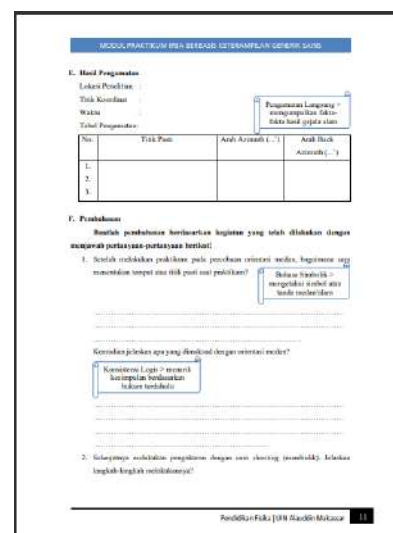 MODUL PRAKTIKUM IPBA BERBASIS KETERAMPILAN GENERIK SAINS
E. Hasil Pengamatan
Lokasi Penelitian :
Titik Koordinat :
Waktu :
Tabel Pengamatan:
Pengamatan Langsung >
mengumpulkan fakta-
fakta hasil gejala alam
No. Titik Pasti Arah Azimuth (...°) Arah Back
Azimuth (...°)
1.
2.
3.
F. Pembahasan
Buatlah pembahasan berdasarkan kegiatan yang telah dilakukan dengan
menjawab pertanyaan-pertanyaan berikut!
1. Setelah melakukan praktikum pada percobaan orientasi medan, bagaimana
menentukan tempat atau titik pasti saat praktikum?
Bahasa Simbolik >
mengetahui simbol atau
tanda medan/alam
Kemudian jelaskan apa yang dimaksud dengan orientasi medan?
Konsistensi Logis > menarik
kesimpulan berdasarkan
hukum terdahulu
2. Selanjutnya melakukan pengukuran dengan cara shooting (membidik). Jelaskan
langkah-langkah melakukannya?
Pendidikan Fisika | UIN Alauddin Makassar 11